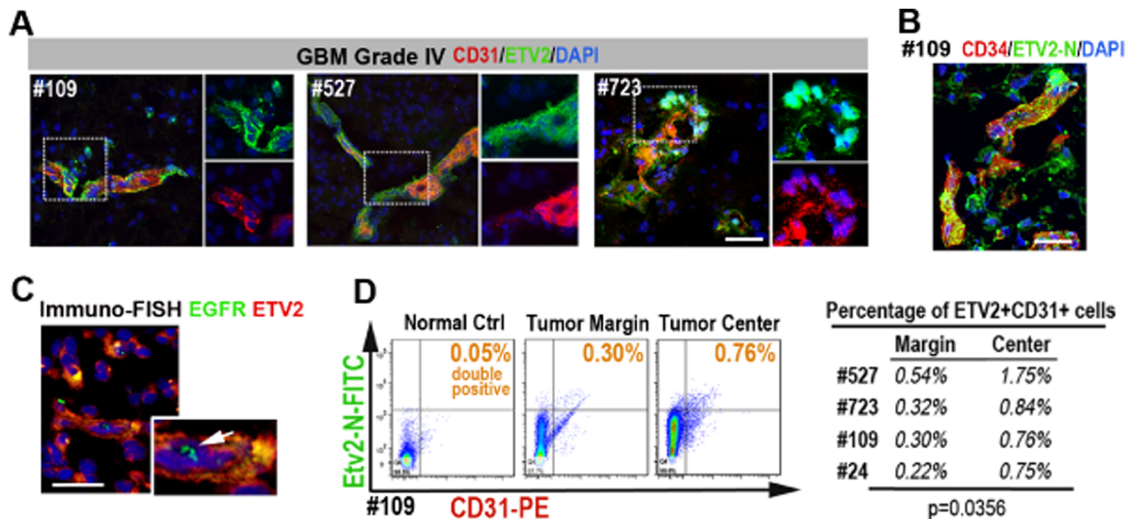 A
GBM Grade IV CD31/ETV2/DAPI
#109
#527
#723
B
#109 CD34/ETV2-N/DAPI
C
Immuno-FISH EGFR ETV2
D
Normal Ctrl
Tumor Margin
Tumor Center
0.05%
double
positive
0.30%
0.76%
Etv2-N-FITC
#109
CD31-PE
Percentage of ETV2+CD31+ cells
Margin Center
#527 0.54% 1.75%
#723 0.32% 0.84%
#109 0.30% 0.76%
#24 0.22% 0.75%
p=0.0356